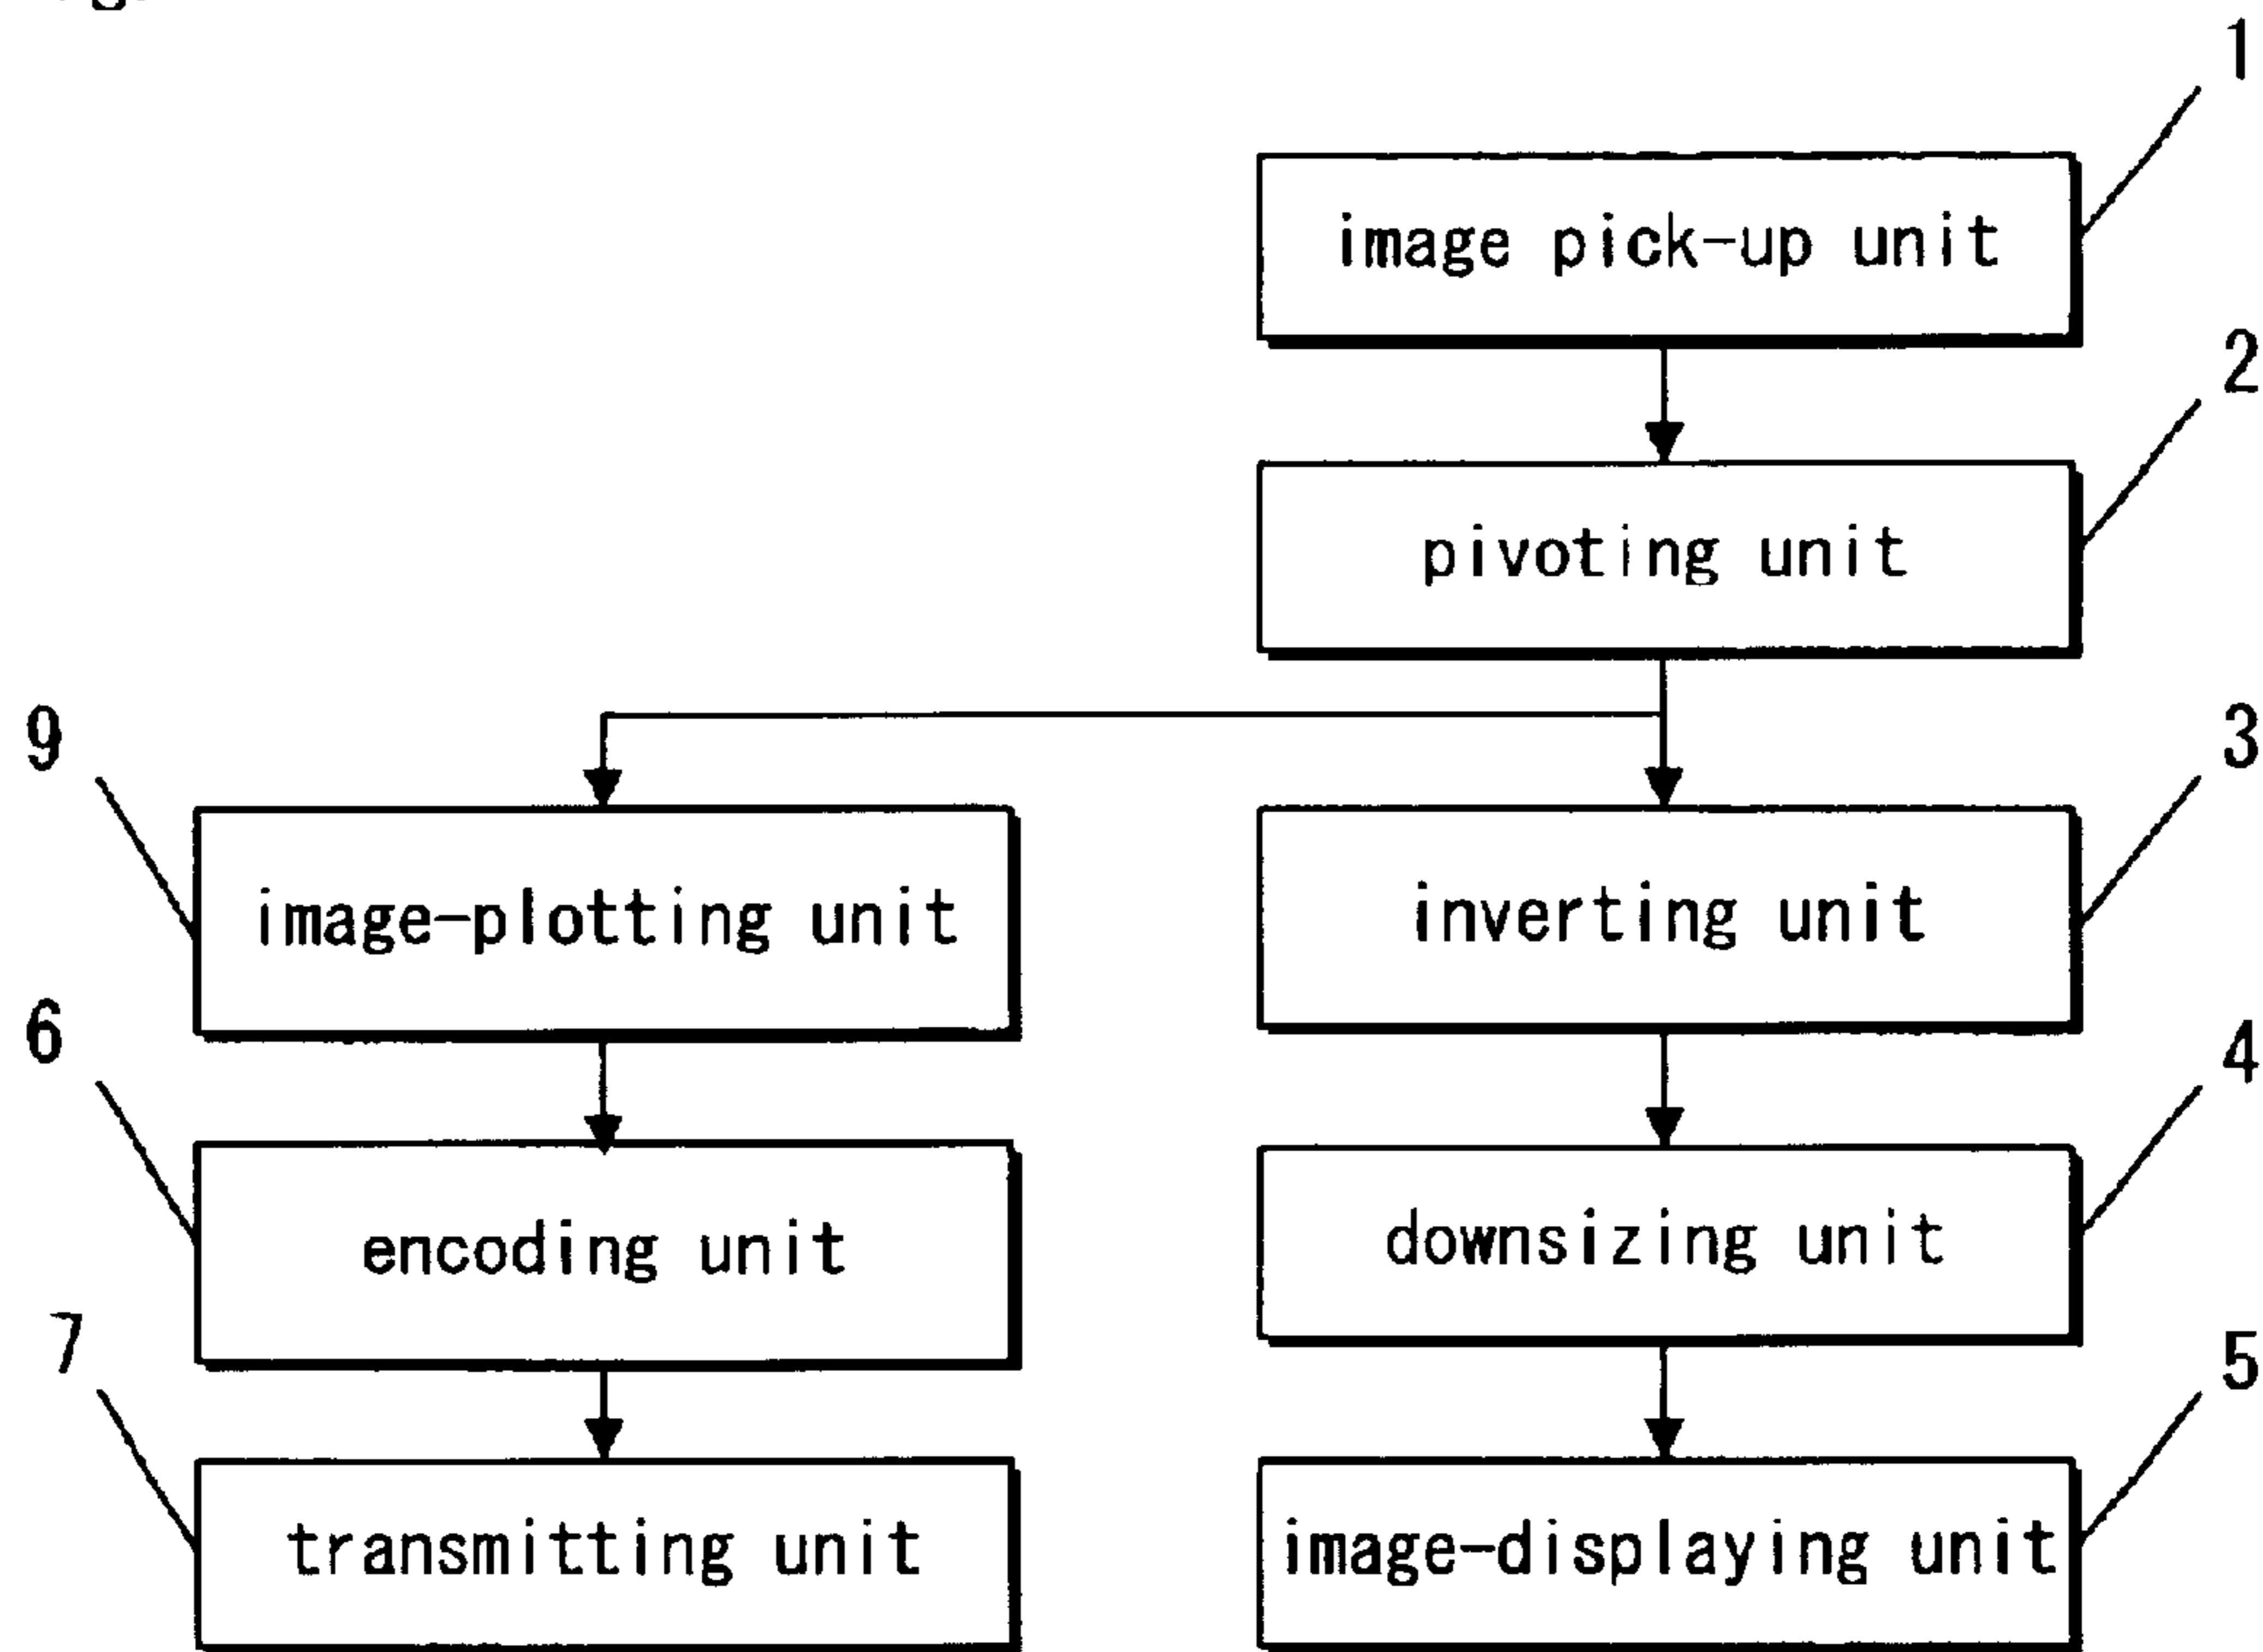 1
image pick-up unit
2
pivoting unit
9
3
image-plotting unit
inverting unit
6
4
encoding unit
downsizing unit
7
5
transmitting unit
image-displaying unit